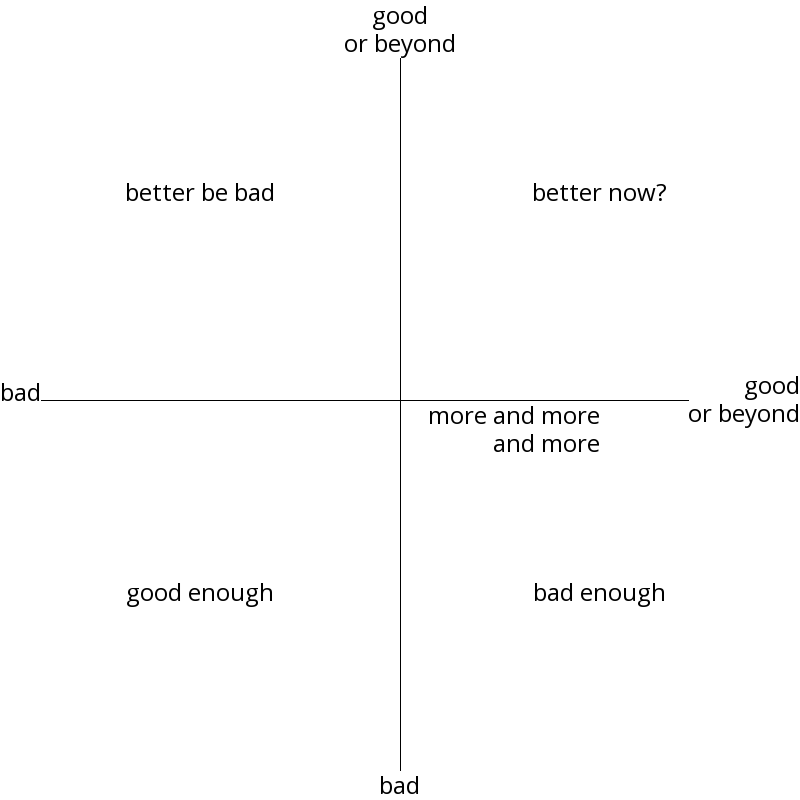 good
or beyond
better be bad
better now?
bad
good
or beyond
more and more
and more
good enough
bad enough
bad